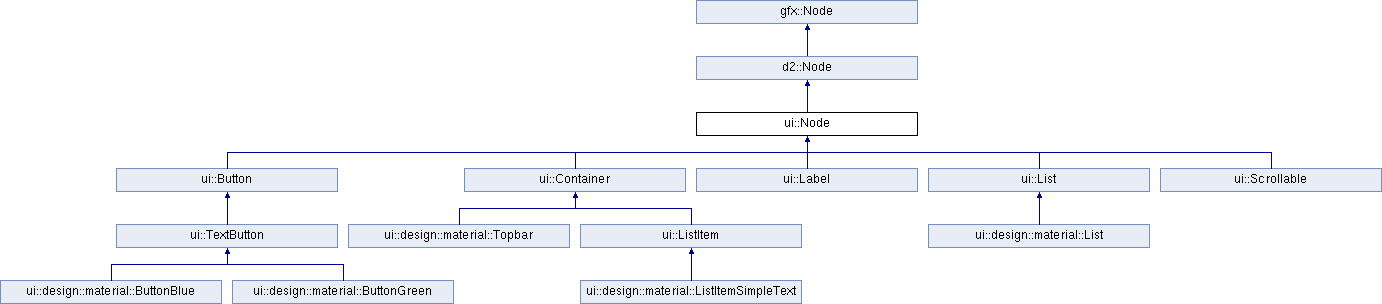 gfx::Node
d2::Node
ui::Node
ui::Button
ui::Container
ui::Label
ui::List
ui::Scrollable
ui::TextButton
ui::design::material::Topbar
ui::ListItem
ui::design::material::List
ui::design::material::ButtonBlue
ui::design::material::ButtonGreen
ui::design::material::ListItemSimpleText